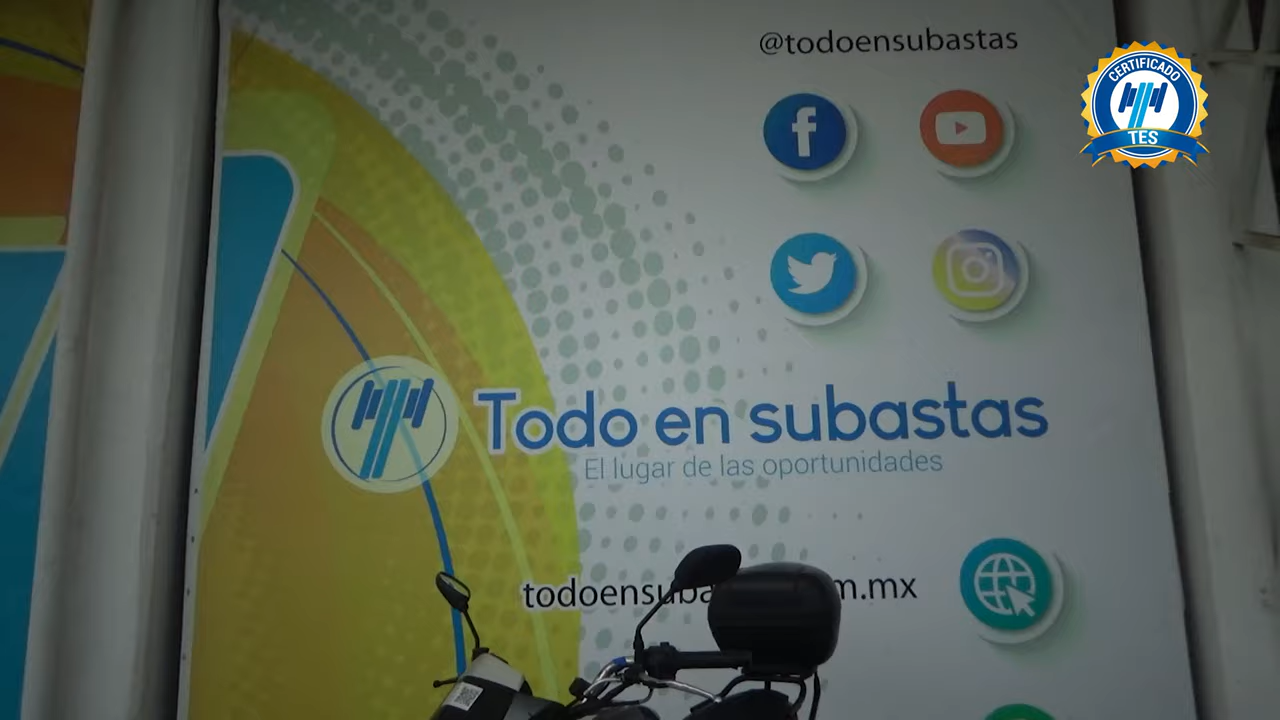 @todoensubastas
CERTIFICADO
TES
Todo en subastas
El lugar de las oportunidades